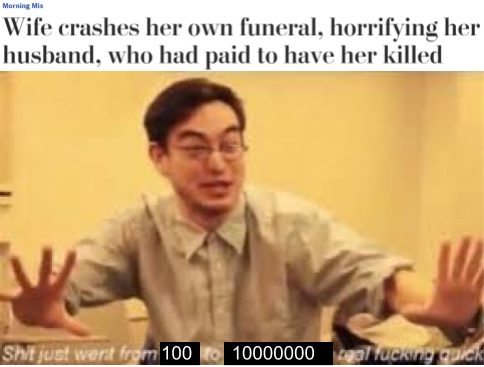 Morning Mix
Wife crashes her own funeral, horrifying her
husband, who had paid to have her killed
Shit just went from 100 to 10000000 real fucking quick